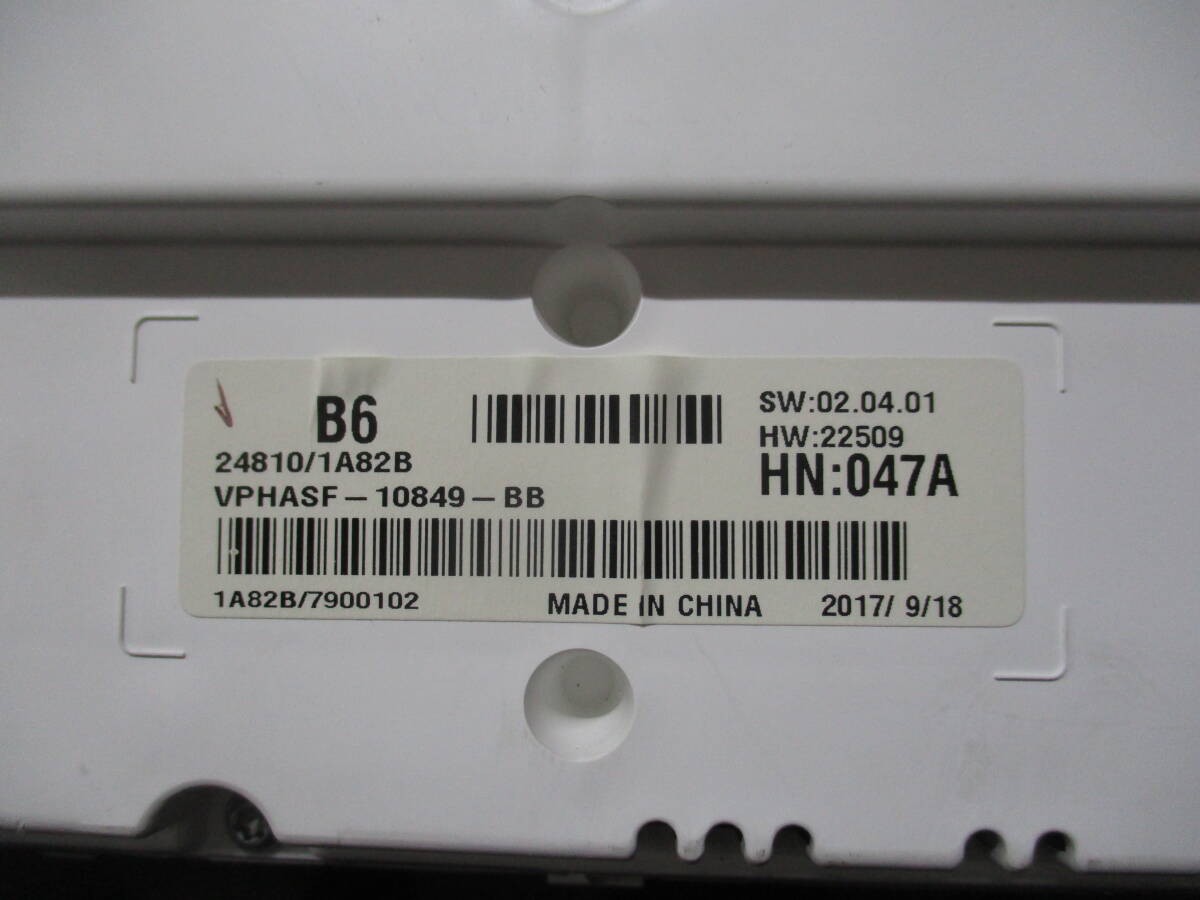 B6
24810/1A82B
VPHASF-10849-BB
SW:02.04.01
HW:22509
HN:047A
1A82B/7900102
MADE IN CHINA
2017/ 9/18